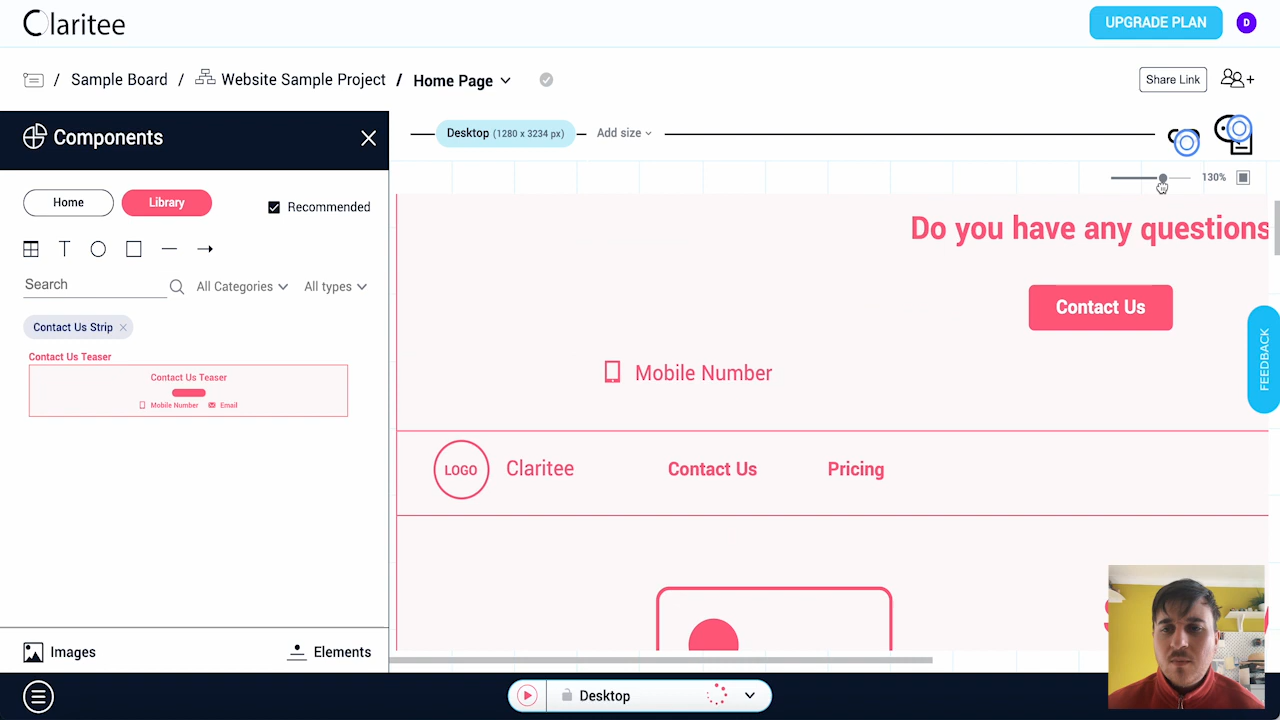 Claritee
UPGRADE PLAN
D
/ Sample Board / Website Sample Project / Home Page
Share Link
Components
Desktop (1280 x 3234 px)
Add size
Home
Library
Recommended
130%
T
Search
All Categories
All types
Contact Us Strip
Contact Us Teaser
Contact Us Teaser
Mobile Number
Email
Do you have any questions
Contact Us
Mobile Number
FEEDBACK
LOGO
Claritee
Contact Us
Pricing
Images
Elements
Desktop